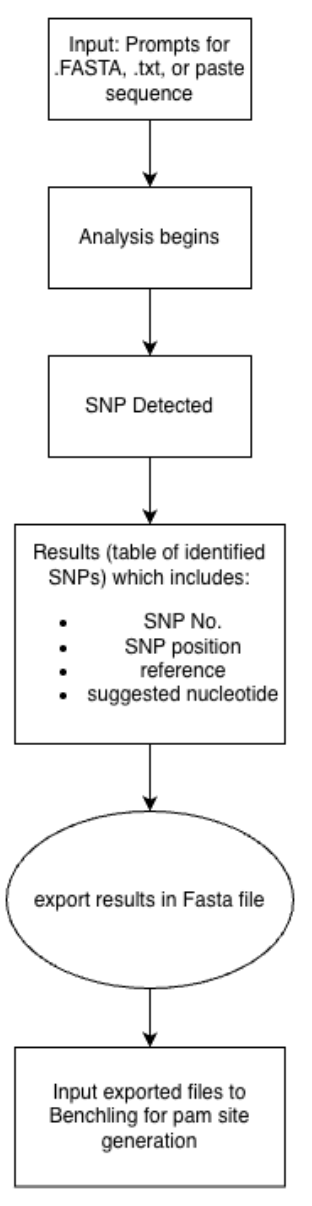 Input: Prompts for
.FASTA, .txt, or paste
sequence
Analysis begins
SNP Detected
Results (table of identified
SNPs) which includes:
• SNP No.
• SNP position
• reference
• suggested nucleotide
export results in Fasta file
Input exported files to
Benchling for pam site
generation